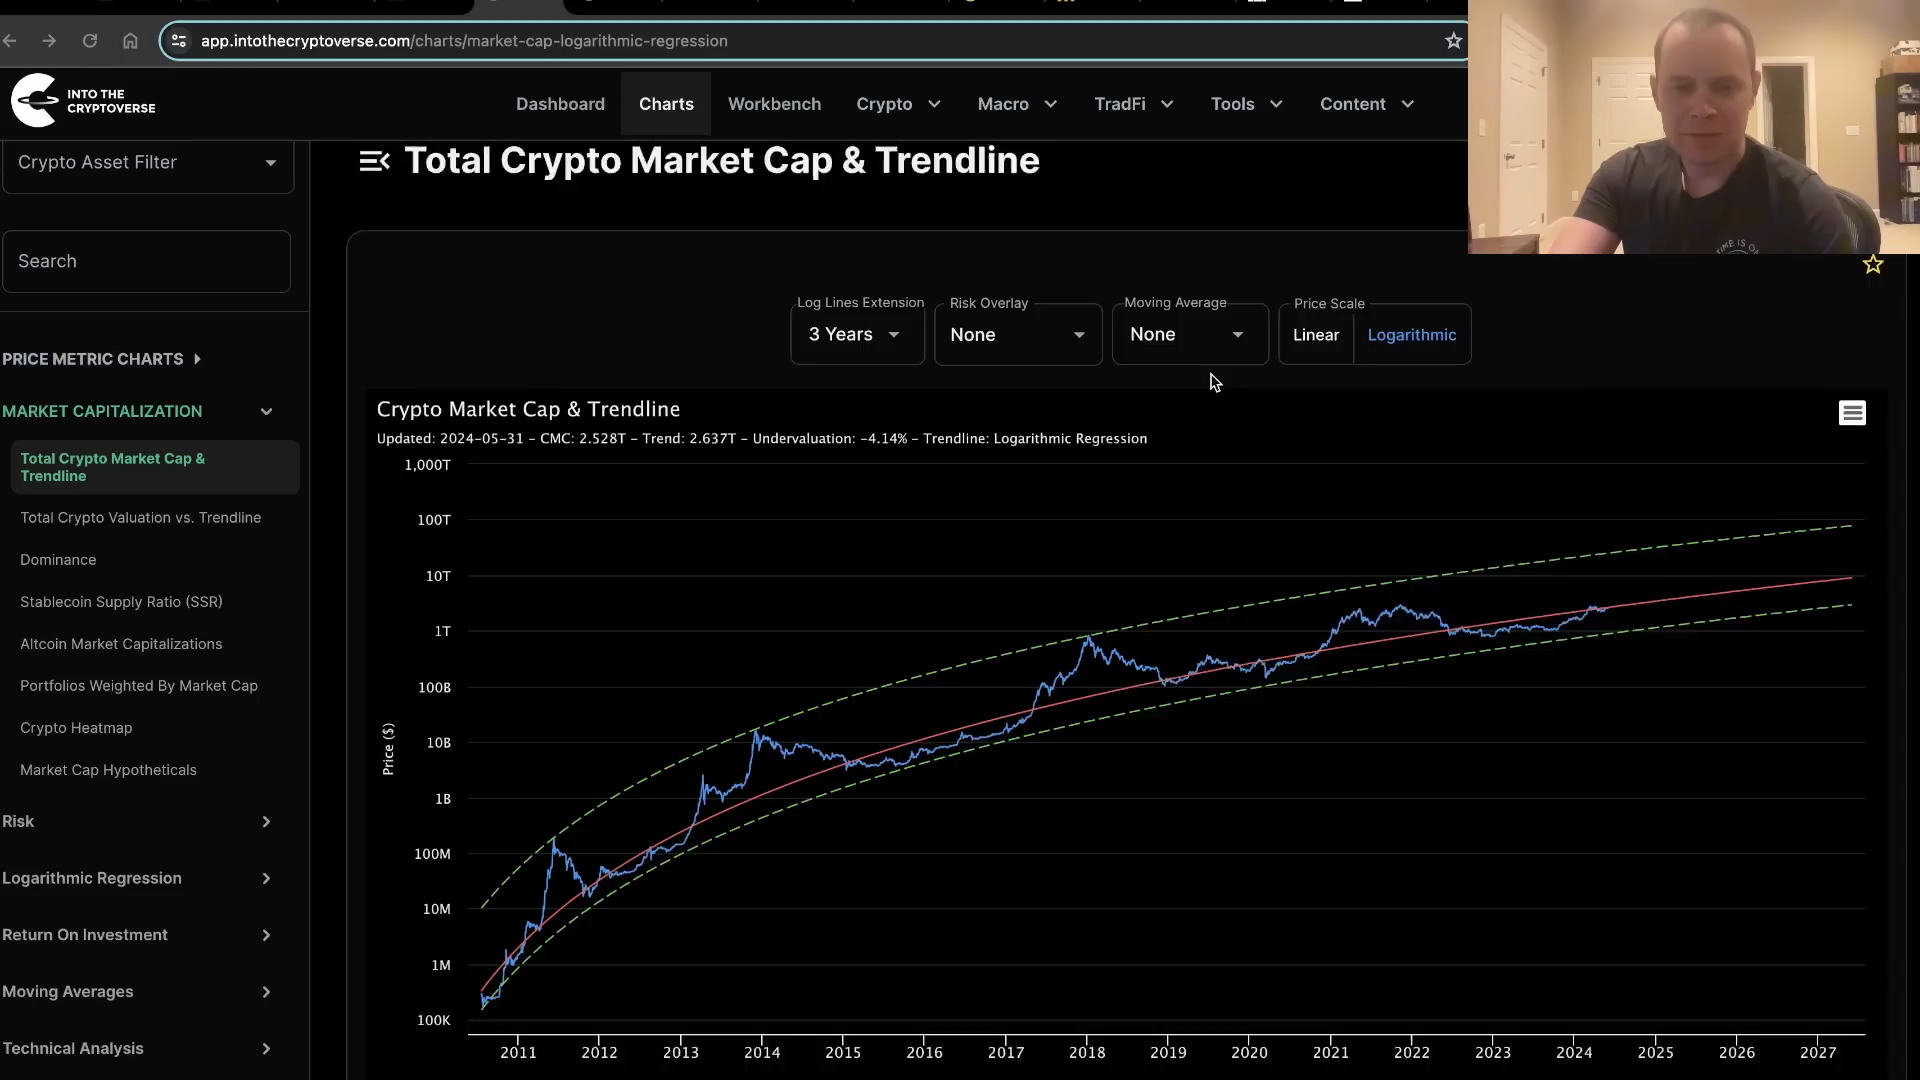 app.intothecryptoverse.com/charts/market-cap-logarithmic-regression
INTO THE
CRYPTOVERSE
Dashboard
Charts
Workbench
Crypto
Macro
TradFi
Tools
Content
Crypto Asset Filter
Total Crypto Market Cap & Trendline
Search
Log Lines Extension
3 Years
Risk Overlay
None
Moving Average
None
Price Scale
Linear
Logarithmic
PRICE METRIC CHARTS
MARKET CAPITALIZATION
Total Crypto Market Cap &
Trendline
Total Crypto Valuation vs. Trendline
Dominance
Stablecoin Supply Ratio (SSR)
Altcoin Market Capitalizations
Portfolios Weighted By Market Cap
Crypto Heatmap
Market Cap Hypotheticals
Risk
Logarithmic Regression
Return On Investment
Moving Averages
Technical Analysis
Crypto Market Cap & Trendline
Updated: 2024-05-31 - CMC: 2.528T - Trend: 2.637T - Undervaluation: -4.14% - Trendline: Logarithmic Regression
1,000T
100T
10T
1T
100B
10B
1B
100M
10M
1M
100K
Price ($)
2011
2012
2013
2014
2015
2016
2017
2018
2019
2020
2021
2022
2023
2024
2025
2026
2027